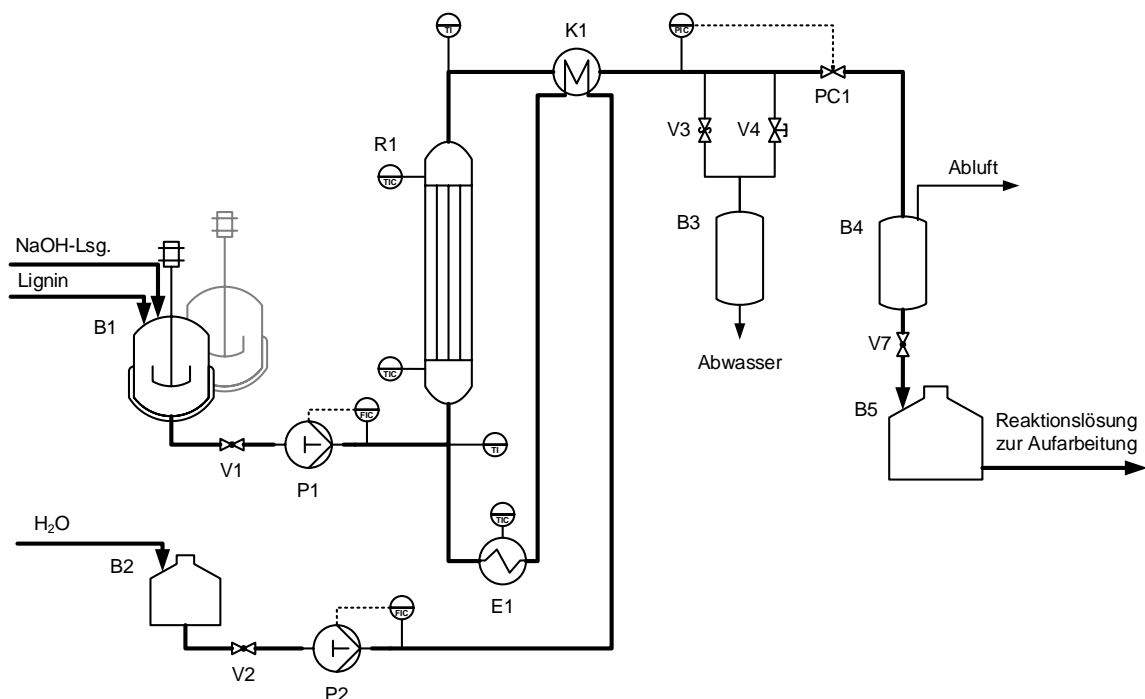 TI
K1
PIC
PC1
V3
V4
R1
TIC
Abluft
B3
B4
NaOH-Lsg.
Lignin
B1
V7
Abwasser
TIC
B5
FIC
Reaktionslösung
zur Aufarbeitung
TI
V1
P1
TIC
H₂O
B2
E1
FIC
V2
P2